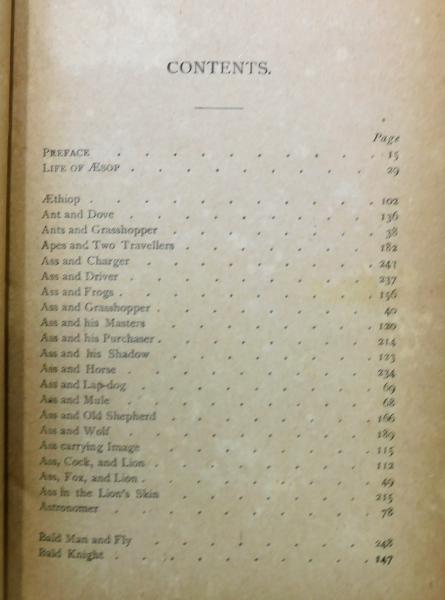 CONTENTS.
Page
PREFACE . . . . . . . . . 15
LIFE OF ÆSOP . . . . . . . . 29
Æthiop . . . . . . . . . 102
Ant and Dove . . . . . . . . 136
Ants and Grasshopper . . . . . . . 38
Apes and Two Travellers . . . . . . 182
Ass and Charger . . . . . . . . 241
Ass and Driver . . . . . . . . 237
Ass and Frogs . . . . . . . . 156
Ass and Grasshopper . . . . . . . 40
Ass and his Masters . . . . . . . 120
Ass and his Purchaser . . . . . . . 214
Ass and his Shadow . . . . . . . 123
Ass and Horse . . . . . . . . 234
Ass and Lap-dog . . . . . . . . 69
Ass and Mule . . . . . . . . 68
Ass and Old Shepherd . . . . . . . 166
Ass and Wolf . . . . . . . . 189
Ass carrying Image . . . . . . . 115
Ass, Cock, and Lion . . . . . . . 112
Ass, Fox, and Lion . . . . . . . 49
Ass in the Lion's Skin . . . . . . 215
Astronomer . . . . . . . . 78
Bald Man and Fly . . . . . . . 248
Bald Knight . . . . . . . . 147